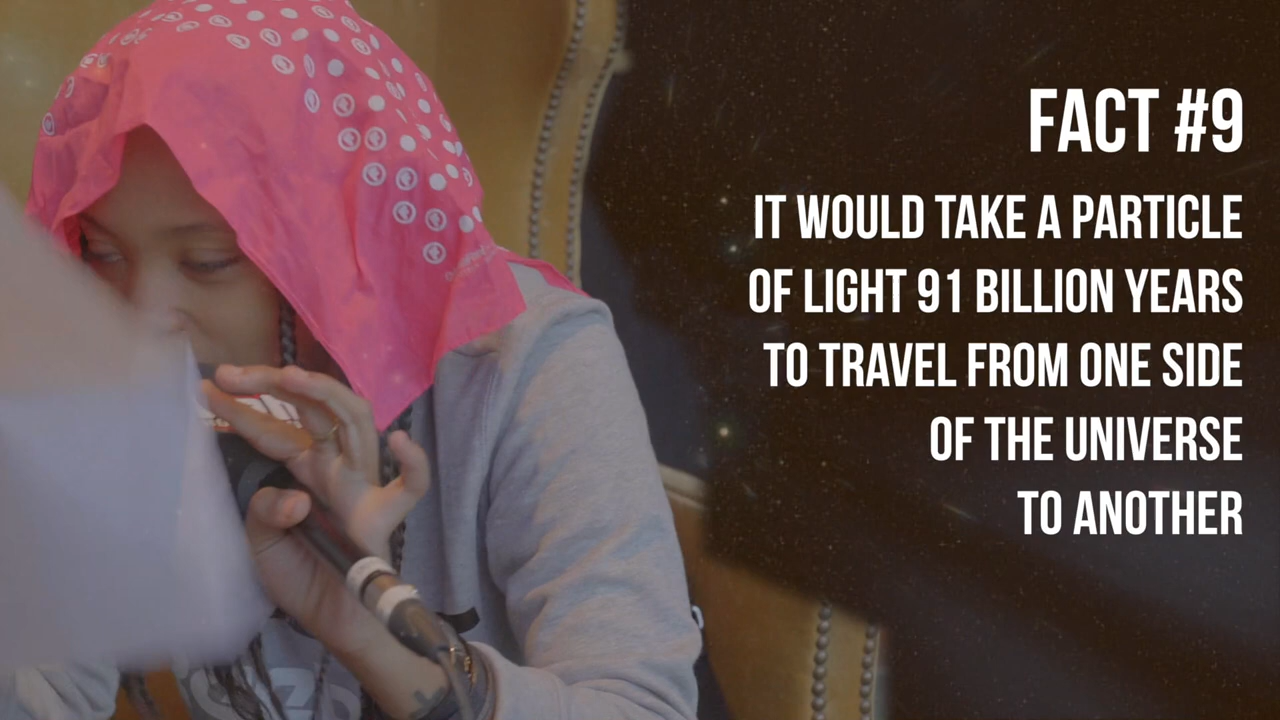 FACT #9
IT WOULD TAKE A PARTICLE
OF LIGHT 91 BILLION YEARS
TO TRAVEL FROM ONE SIDE
OF THE UNIVERSE
TO ANOTHER